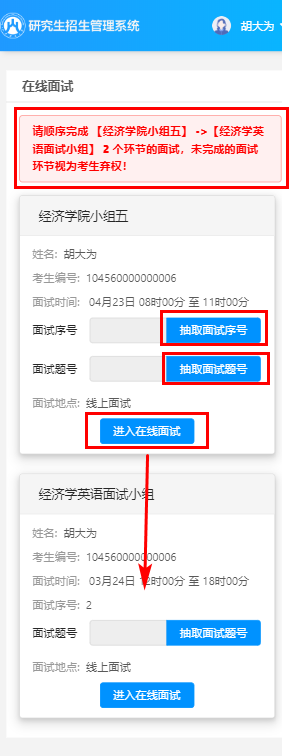 研究生招生管理系统
胡大为
在线面试
请顺序完成 【经济学院小组五】 ->【经济学英
语面试小组】 2 个环节的面试，未完成的面试
环节视为考生弃权！
经济学院小组五
姓名: 胡大为
考生编号: 104560000000006
面试时间: 04月23日 08时00分 至 11时00分
面试序号 抽取面试序号
面试题号 抽取面试题号
面试地点: 线上面试
进入在线面试
经济学英语面试小组
姓名: 胡大为
考生编号: 104560000000006
面试时间: 03月24日 12时00分 至 18时00分
面试序号: 2
面试题号 抽取面试题号
面试地点: 线上面试
进入在线面试